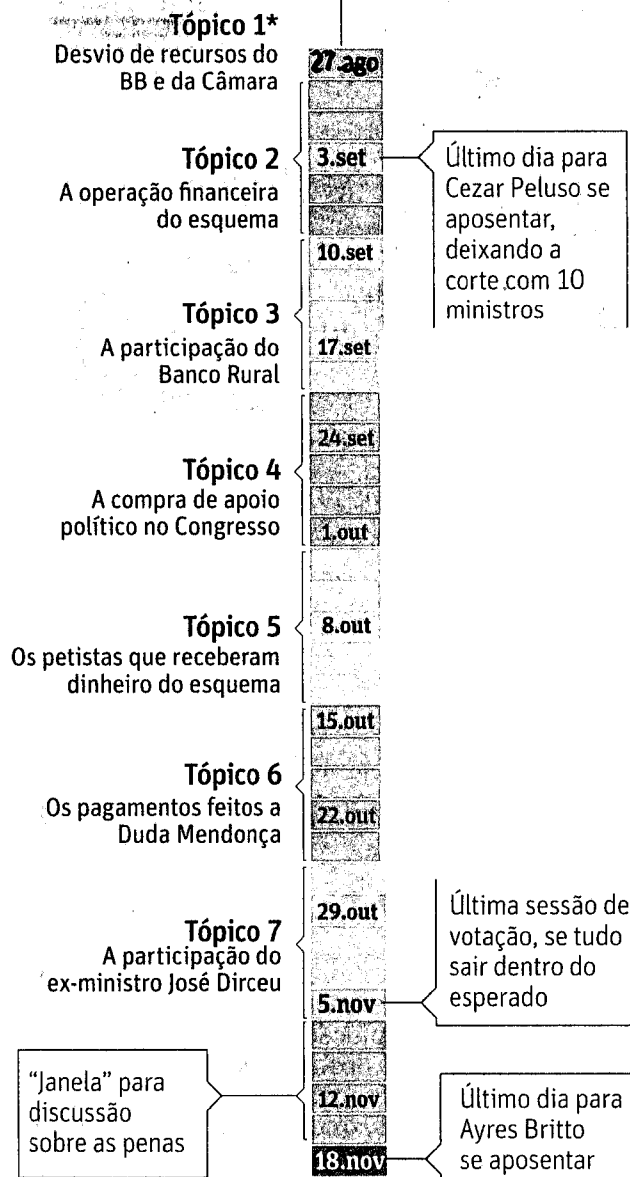 Tópico 1*
Desvio de recursos do
BB e da Câmara
27.ago
Tópico 2
A operação financeira
do esquema
3.set
Último dia para
Cezar Peluso se
aposentar,
deixando a
corte com 10
ministros
10.set
Tópico 3
A participação do
Banco Rural
17.set
24.set
Tópico 4
A compra de apoio
político no Congresso
1.out
Tópico 5
Os petistas que receberam
dinheiro do esquema
8.out
15.out
Tópico 6
Os pagamentos feitos a
Duda Mendonça
22.out
Tópico 7
A participação do
ex-ministro José Dirceu
29.out
Última sessão de
votação, se tudo
sair dentro do
esperado
5.nov
"Janela" para
discussão
sobre as penas
12.nov
Último dia para
Ayres Britto
se aposentar
18.nov